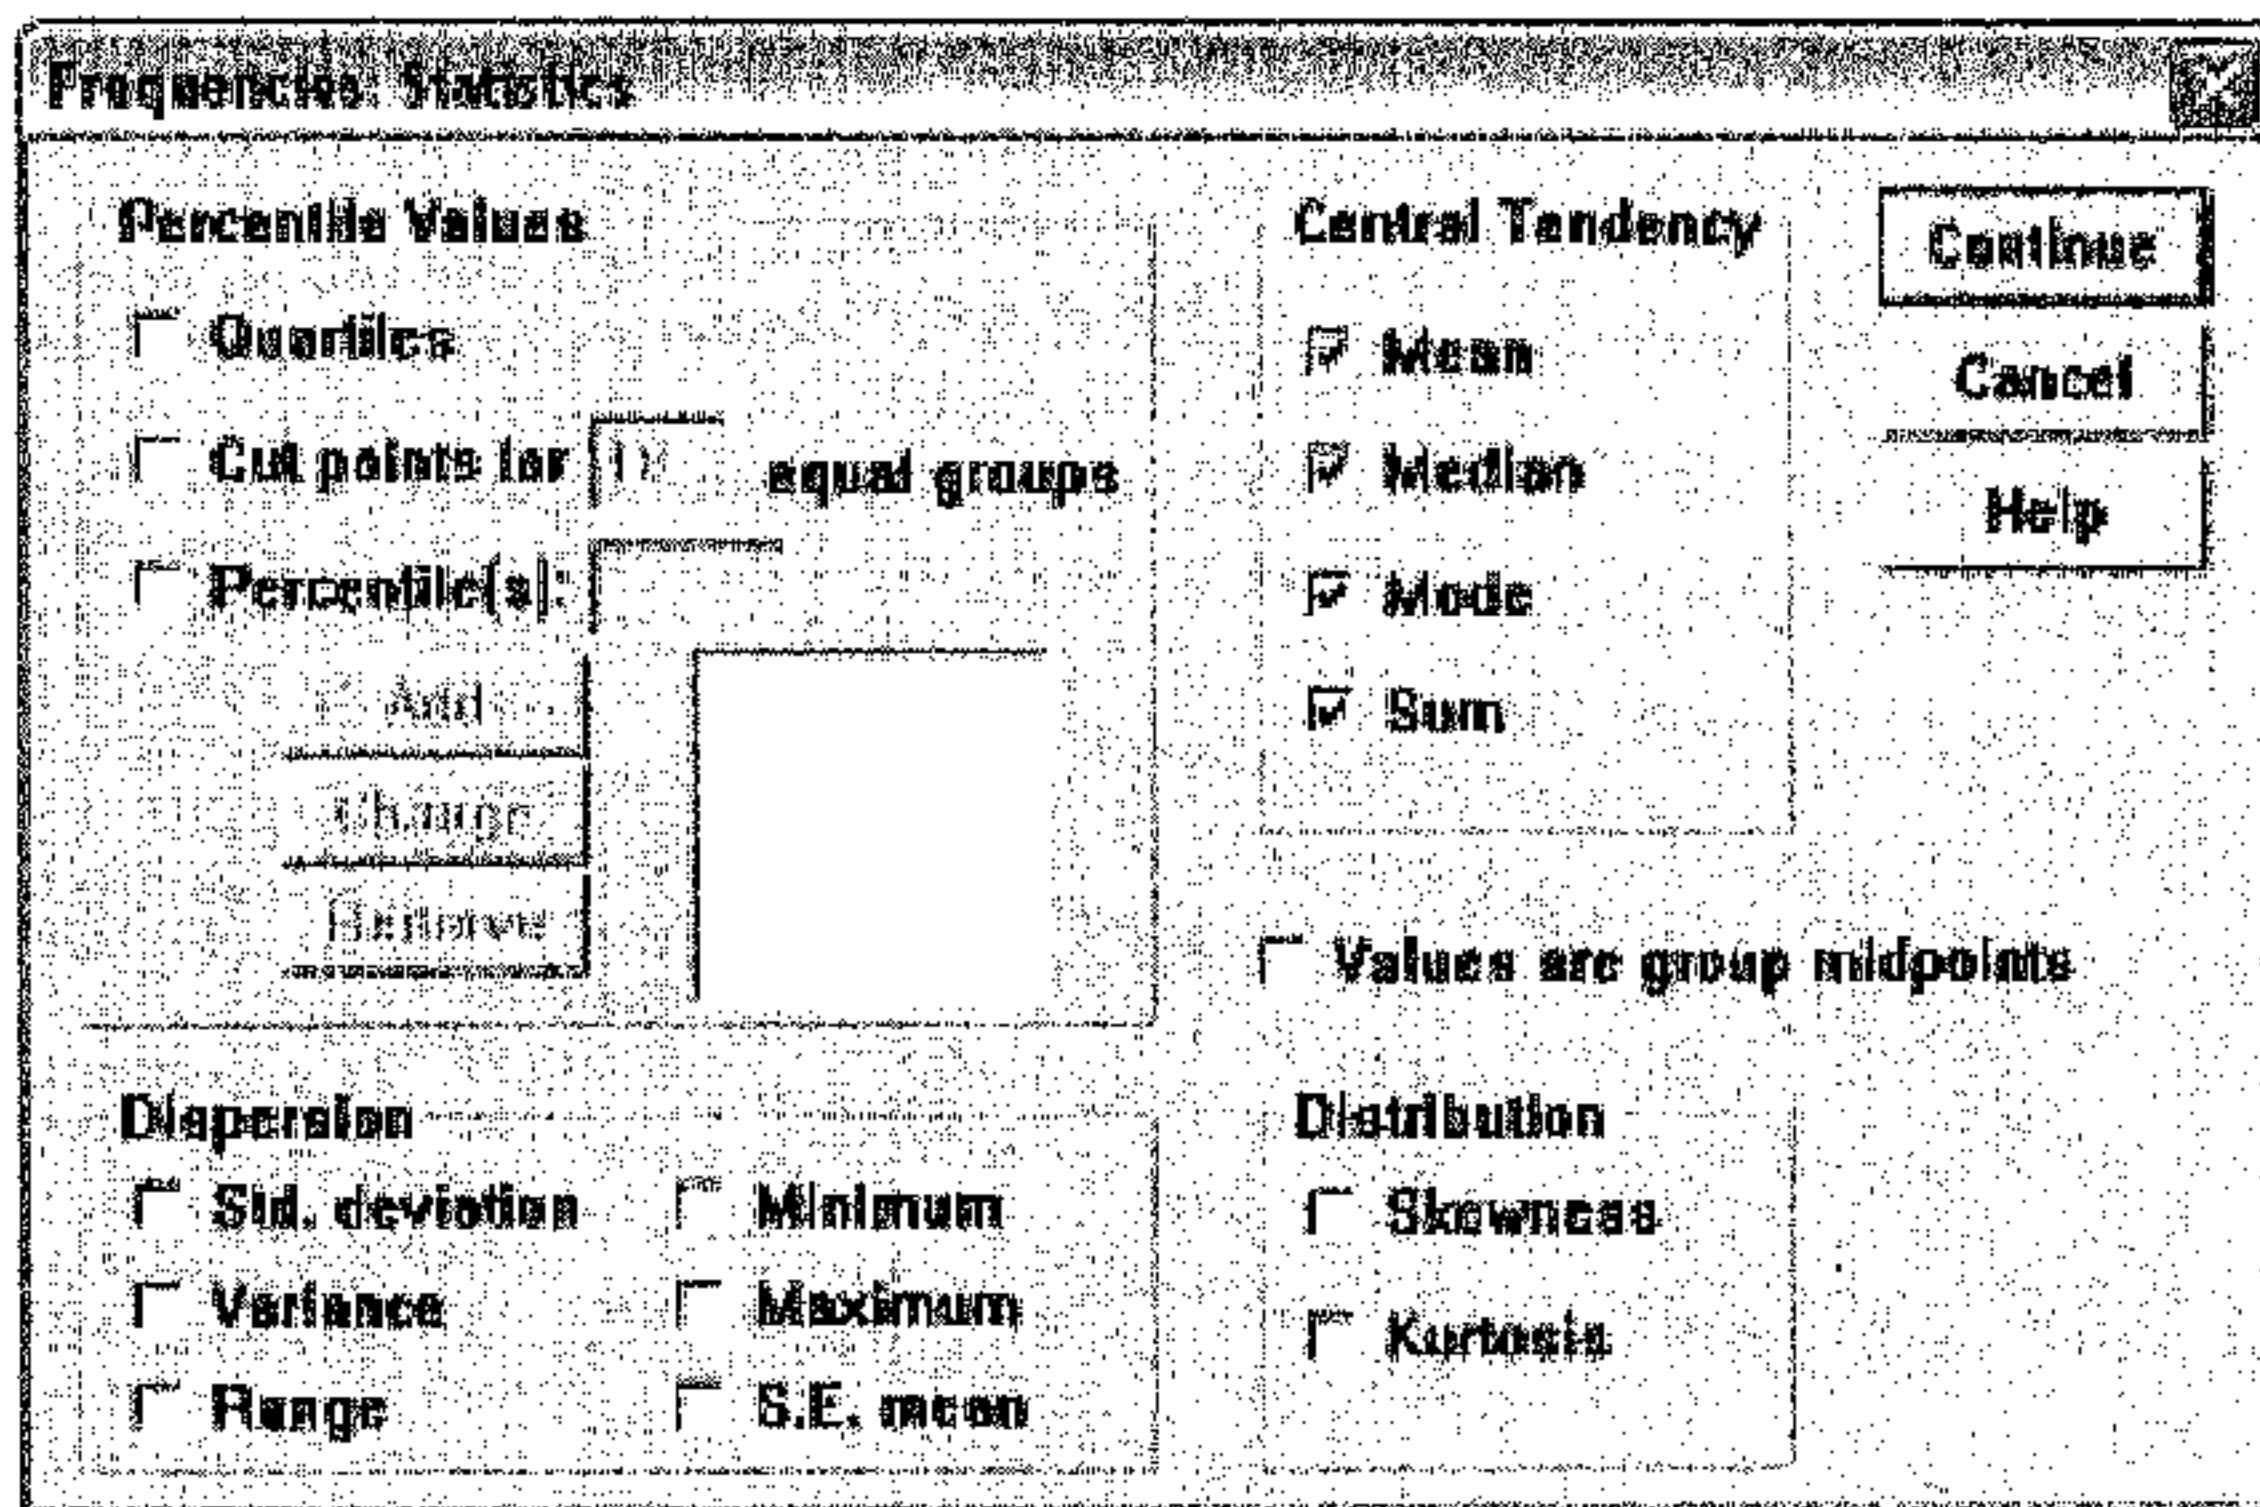 Frequencies: Statistics
Percentile Values
Quartiles
Cut points for 10 equal groups
Percentile(s):
Add
Change
Remove
Central Tendency
Mean
Median
Mode
Sum
Continue
Cancel
Help
Values are group midpoints
Dispersion
Std. deviation
Minimum
Variance
Maximum
Range
S.E. mean
Distribution
Skewness
Kurtosis